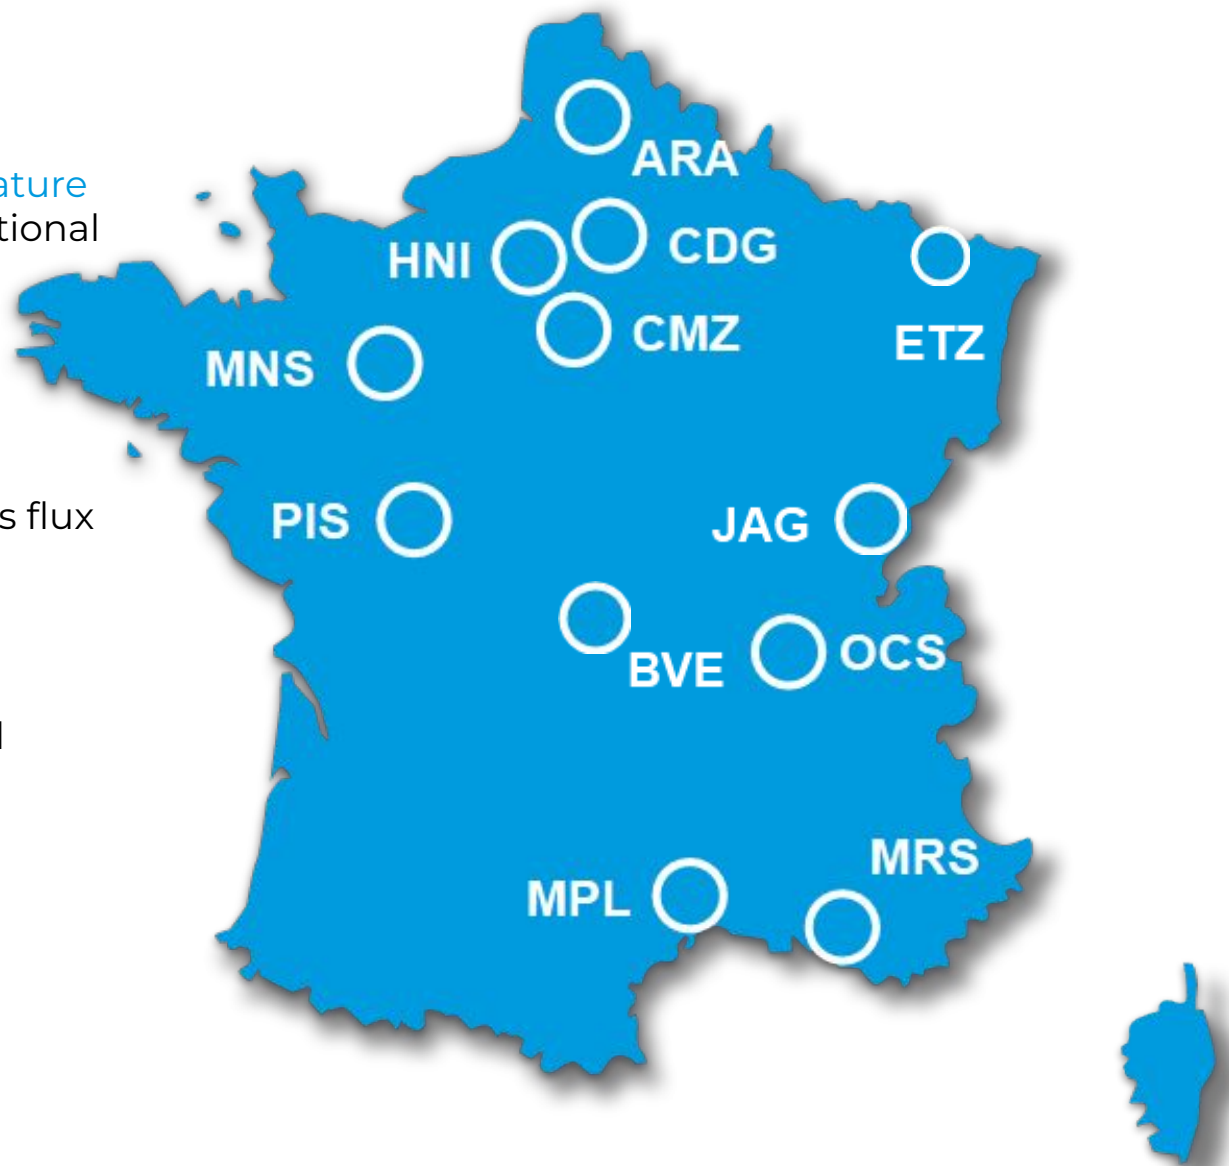 ature
tional
s flux
ARA
HNI
CDG
CMZ
ETZ
MNS
PIS
JAG
BVE
OCS
MRS
MPL